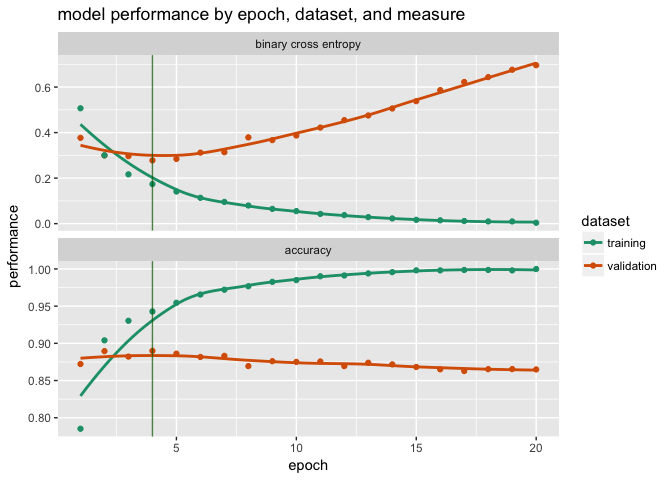 model performance by epoch, dataset, and measure
binary cross entropy
0.6
0.4
0.2
0.0
accuracy
1.00
0.95
0.90
0.85
0.80
5 10 15 20
epoch
performance
dataset
training
validation